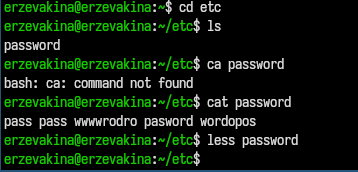 erzevakina@erzevakina:~$ cd etc
erzevakina@erzevakina:~/etc$ ls
password
erzevakina@erzevakina:~/etc$ ca password
bash: ca: command not found
erzevakina@erzevakina:~/etc$ cat password
pass pass wwwwrodro pasword wordopos
erzevakina@erzevakina:~/etc$ less password
erzevakina@erzevakina:~/etc$